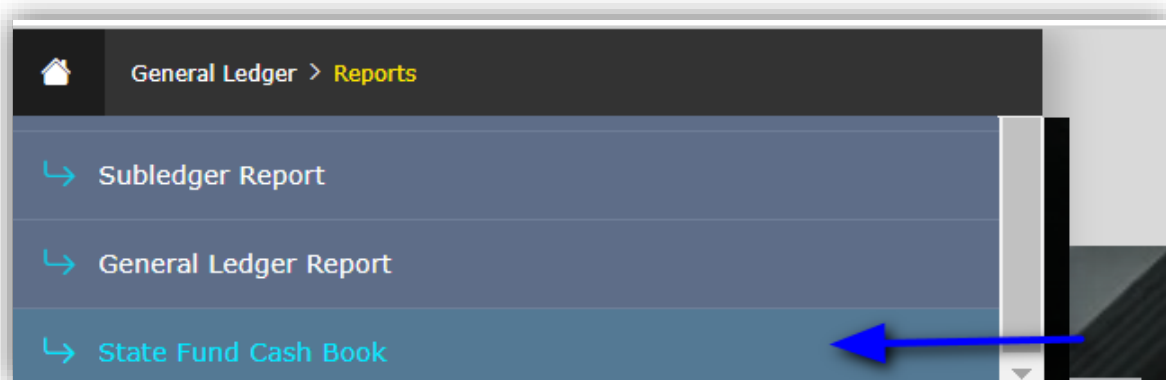 General Ledger > Reports
Subledger Report
General Ledger Report
State Fund Cash Book